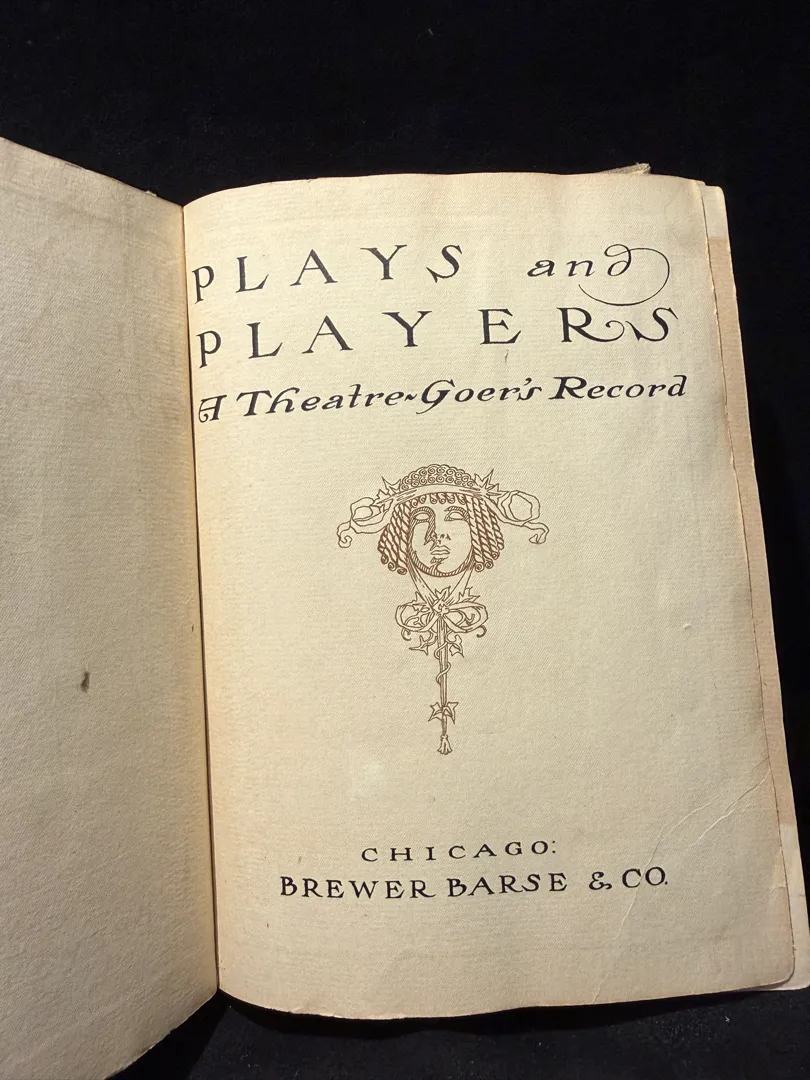 PLAYS and
PLAYERS
A Theatre~Goer's Record
CHICAGO:
BREWER BARSE & CO.